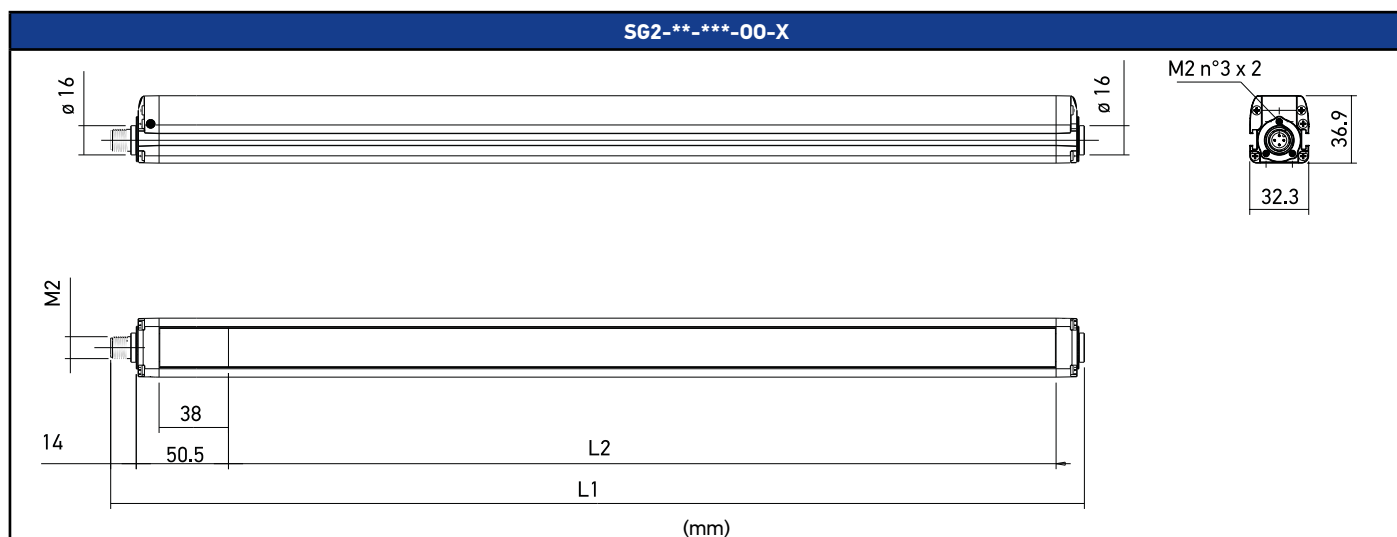 SG2-**-***-00-X
ø 16
ø 16
M2 n°3 x 2
36.9
32.3
M2
38
14
50.5
L2
L1
(mm)